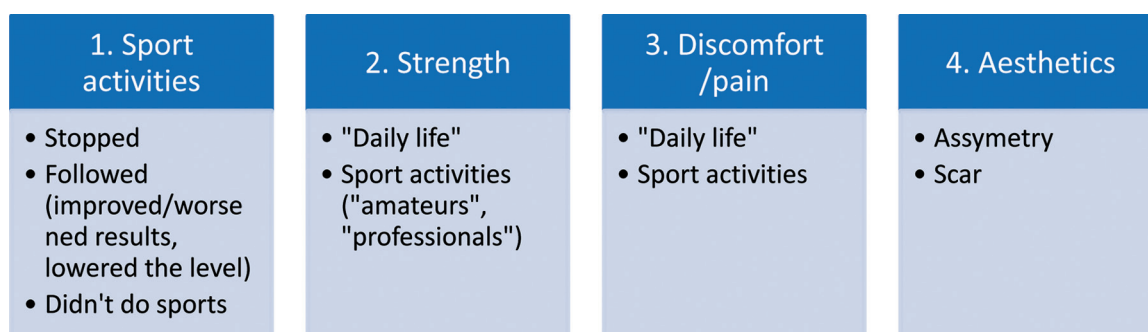 1. Sport
activities
• Stopped
• Followed
(improved/worse
ned results,
lowered the level)
• Didn't do sports
2. Strength
• "Daily life"
• Sport activities
("amateurs",
"professionals")
3. Discomfort
/pain
• "Daily life"
• Sport activities
4. Aesthetics
• Assymetry
• Scar